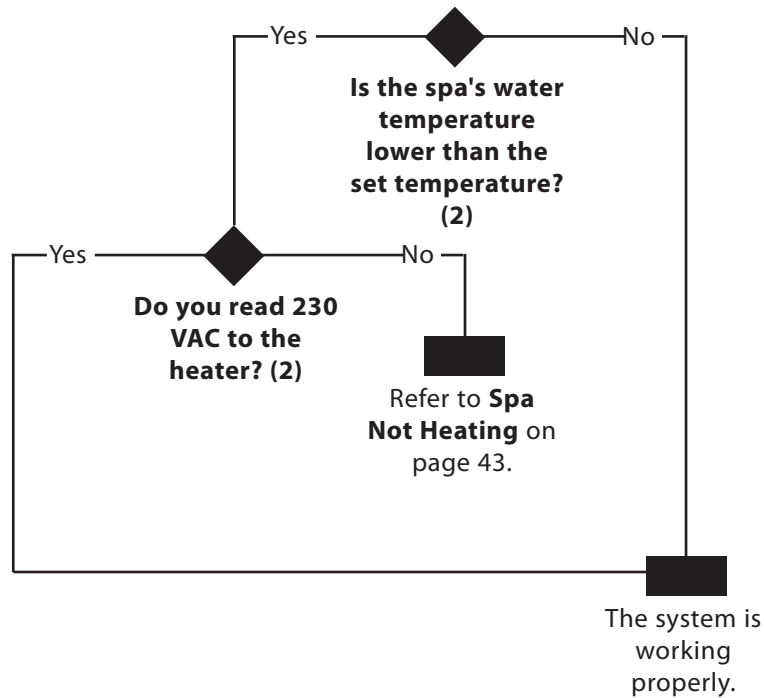 Yes
No
Is the spa's water
temperature
lower than the
set temperature?
(2)
Yes
No
Do you read 230
VAC to the
heater? (2)
Refer to Spa
Not Heating on
page 43.
The system is
working
properly.